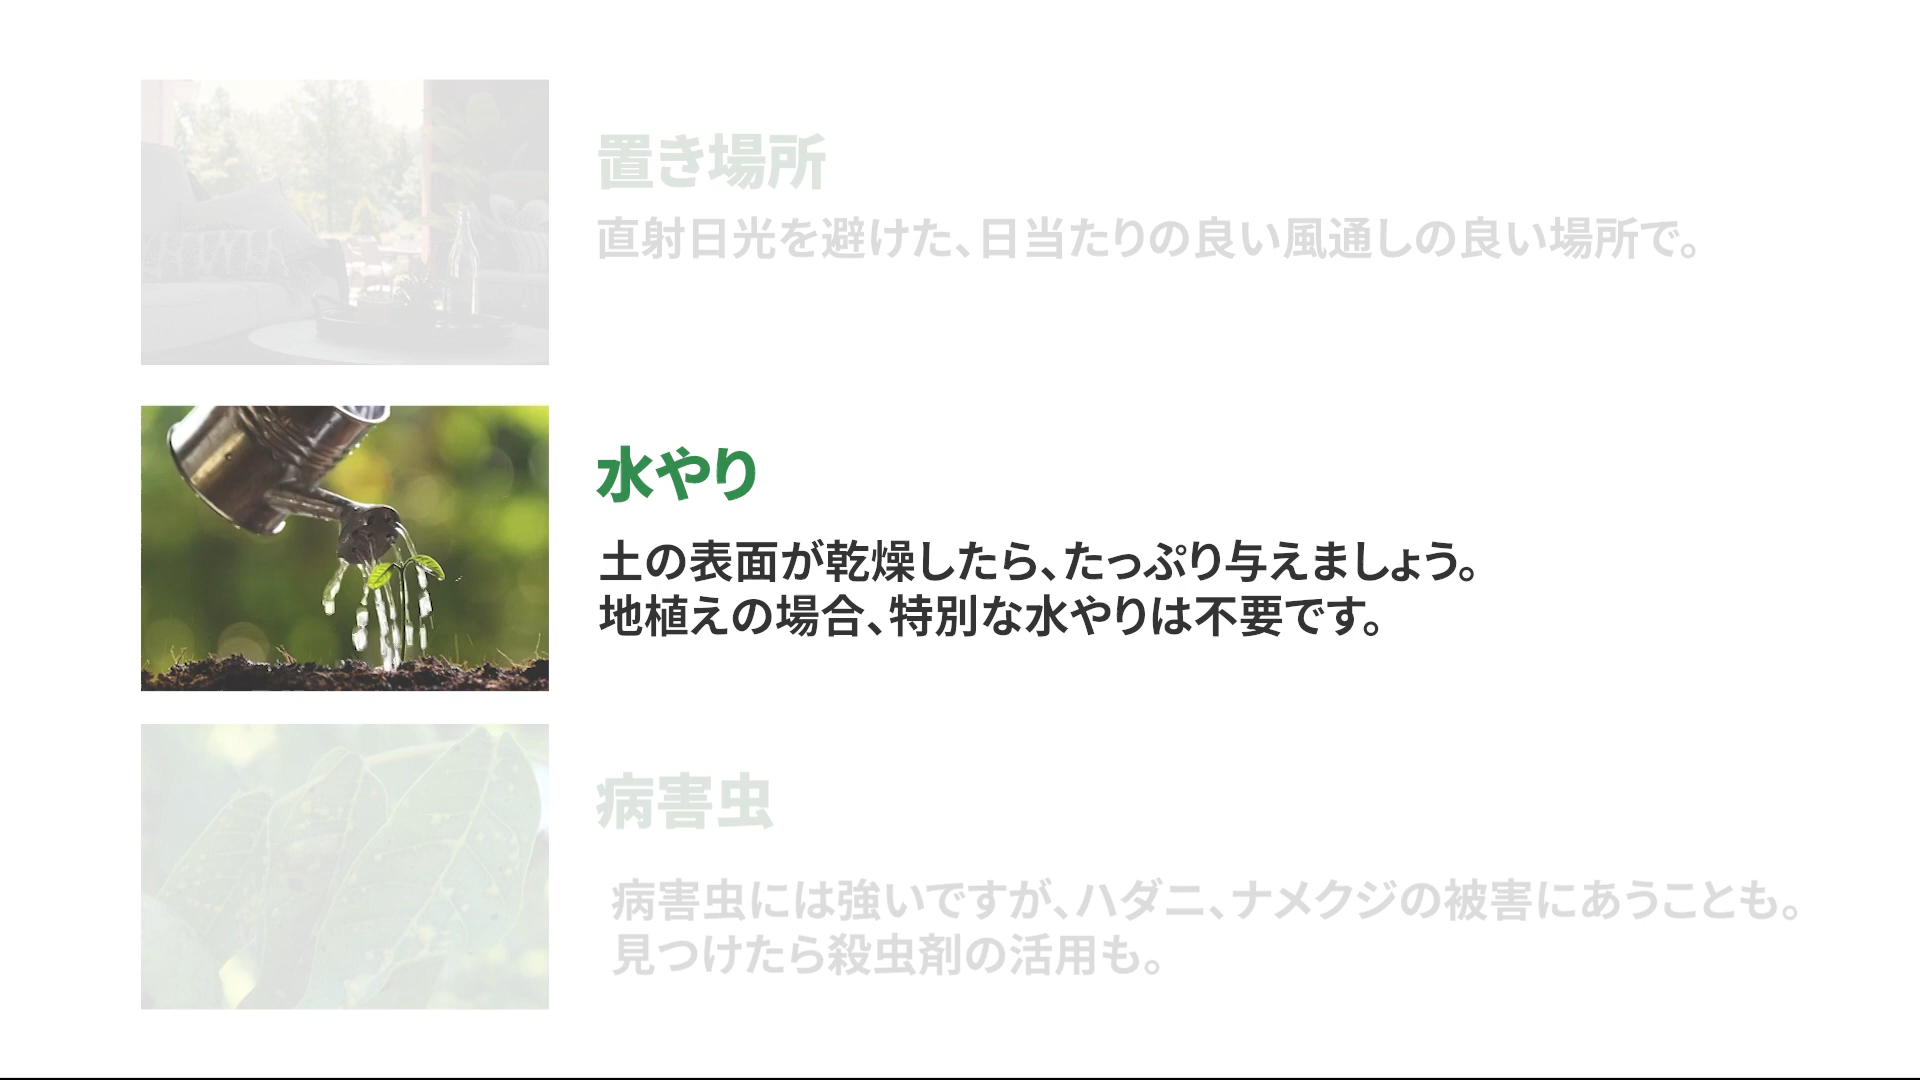 置き場所
直射日光を避けた、日当たりの良い風通しの良い場所で。
水やり
土の表面が乾燥したら、たっぷり与えましょう。
地植えの場合、特別な水やりは不要です。
病害虫
病害虫には強いですが、ハダニ、ナメクジの被害にあうことも。
見つけたら殺虫剤の活用も。